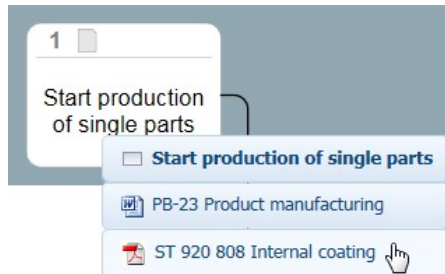 1
Start production
of single parts
Start production of single parts
PB-23 Product manufacturing
ST 920 808 Internal coating